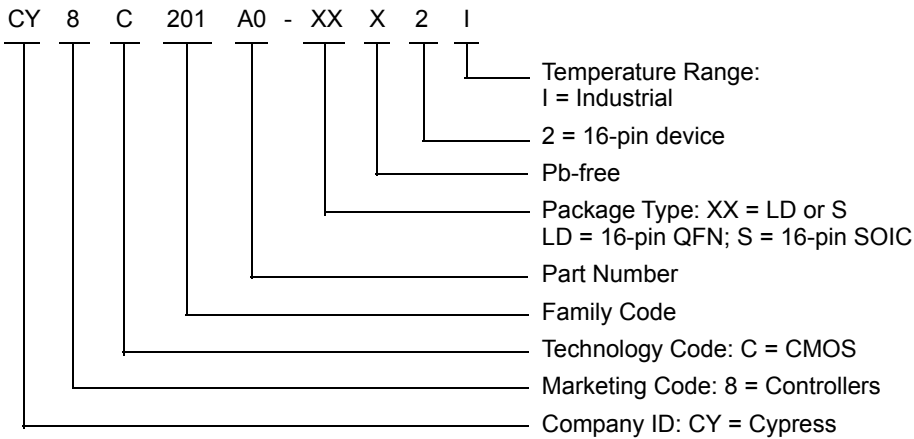 CY 8 C 201 A0 - XX X 2 I
Temperature Range:
I = Industrial
2 = 16-pin device
Pb-free
Package Type: XX = LD or S
LD = 16-pin QFN; S = 16-pin SOIC
Part Number
Family Code
Technology Code: C = CMOS
Marketing Code: 8 = Controllers
Company ID: CY = Cypress